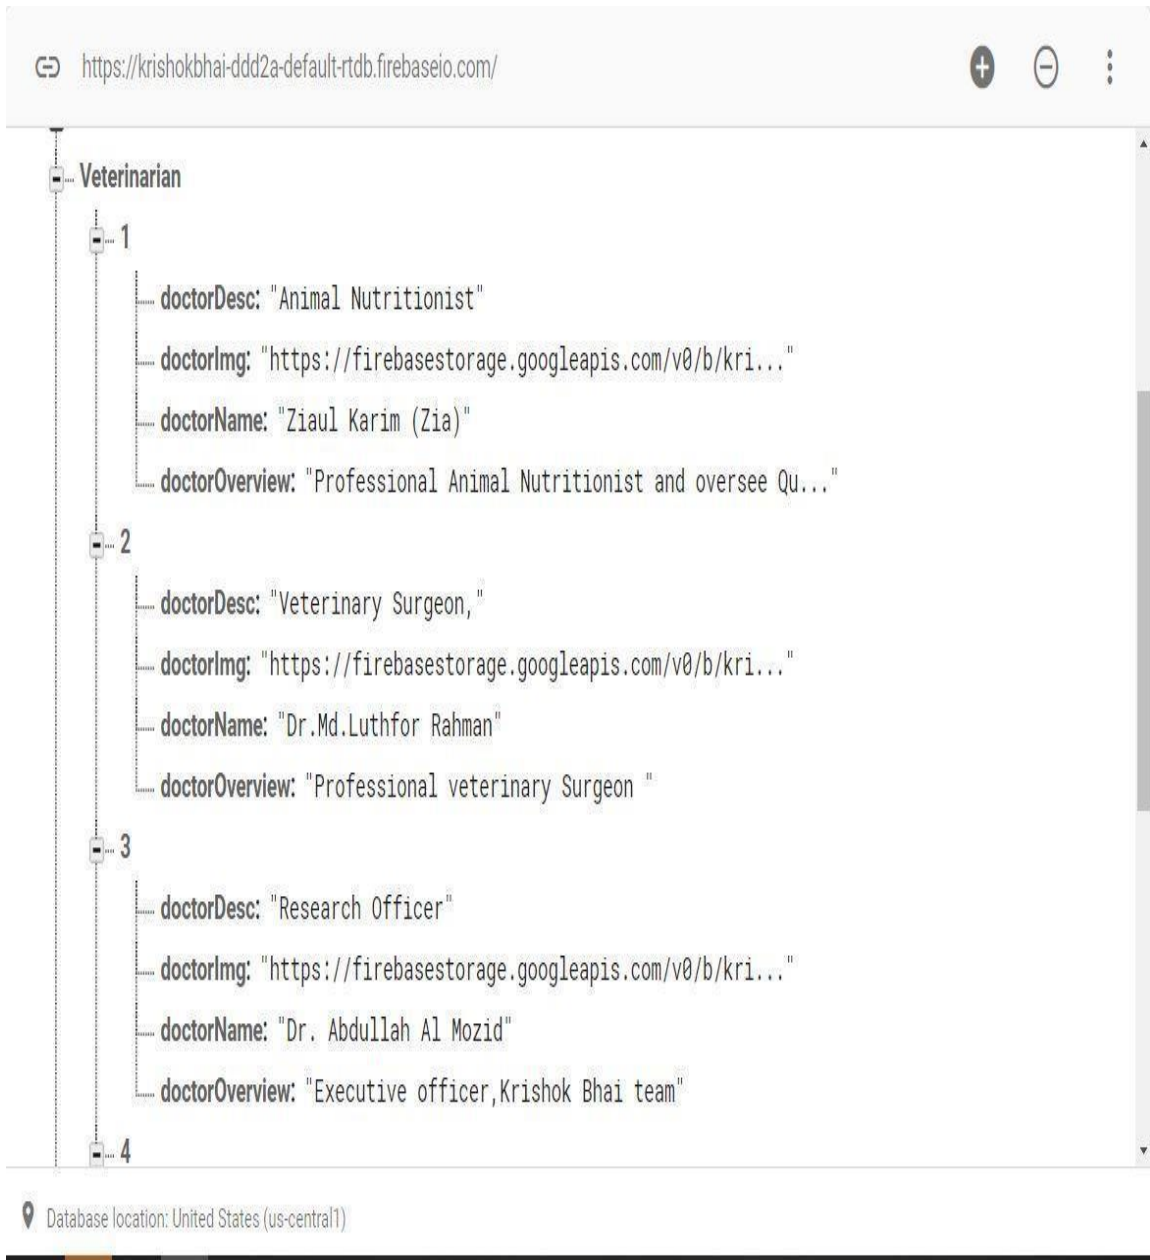 https://krishokbhai-ddd2a-default-rtdb.firebaseio.com/
Veterinarian
1
doctorDesc: "Animal Nutritionist"
doctorImg: "https://firebasestorage.googleapis.com/v0/b/kri..."
doctorName: "Ziaul Karim (Zia)"
doctorOverview: "Professional Animal Nutritionist and oversee Qu..."
2
doctorDesc: "Veterinary Surgeon,"
doctorImg: "https://firebasestorage.googleapis.com/v0/b/kri..."
doctorName: "Dr.Md.Luthfor Rahman"
doctorOverview: "Professional veterinary Surgeon "
3
doctorDesc: "Research Officer"
doctorImg: "https://firebasestorage.googleapis.com/v0/b/kri..."
doctorName: "Dr. Abdullah Al Mozid"
doctorOverview: "Executive officer,Krishok Bhai team"
4
Database location: United States (us-central1)